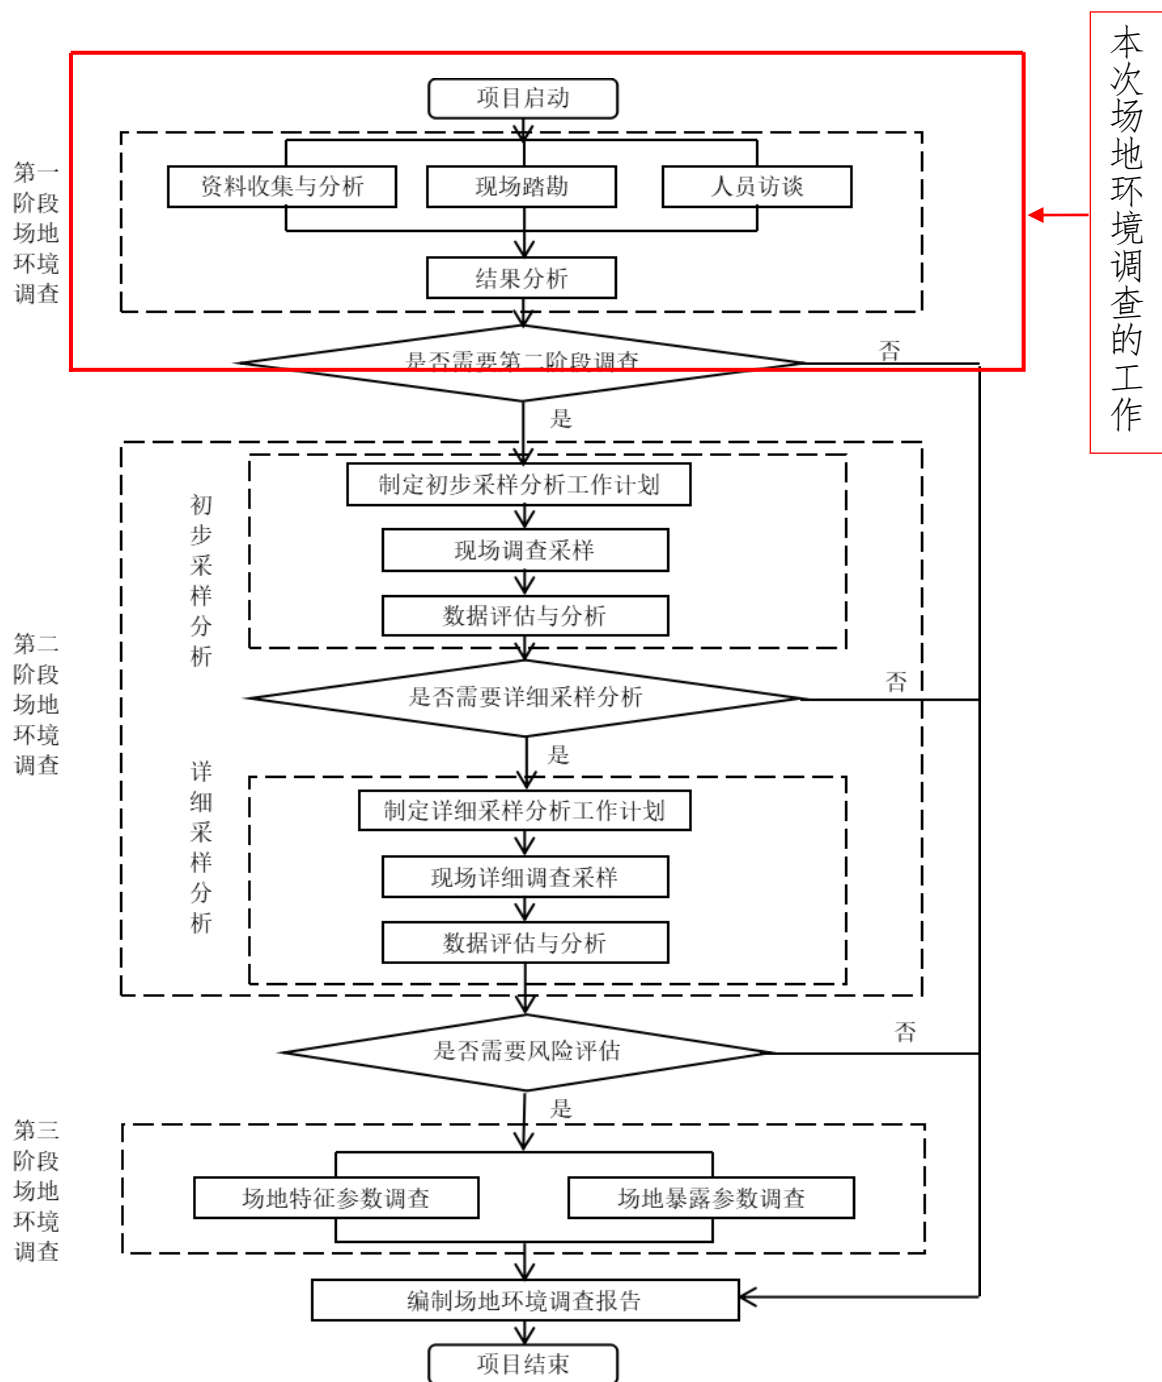 项目启动
本次场地环境调查的工作
第一
阶段
场地
环境
调查
资料收集与分析
现场踏勘
人员访谈
结果分析
是否需要第二阶段调查
否
是
第二
阶段
场地
环境
调查
初步采样分析
制定初步采样分析工作计划
现场调查采样
数据评估与分析
是否需要详细采样分析
否
是
详细采样分析
制定详细采样分析工作计划
现场详细调查采样
数据评估与分析
是否需要风险评估
否
是
第三
阶段
场地
环境
调查
场地特征参数调查
场地暴露参数调查
编制场地环境调查报告
项目结束